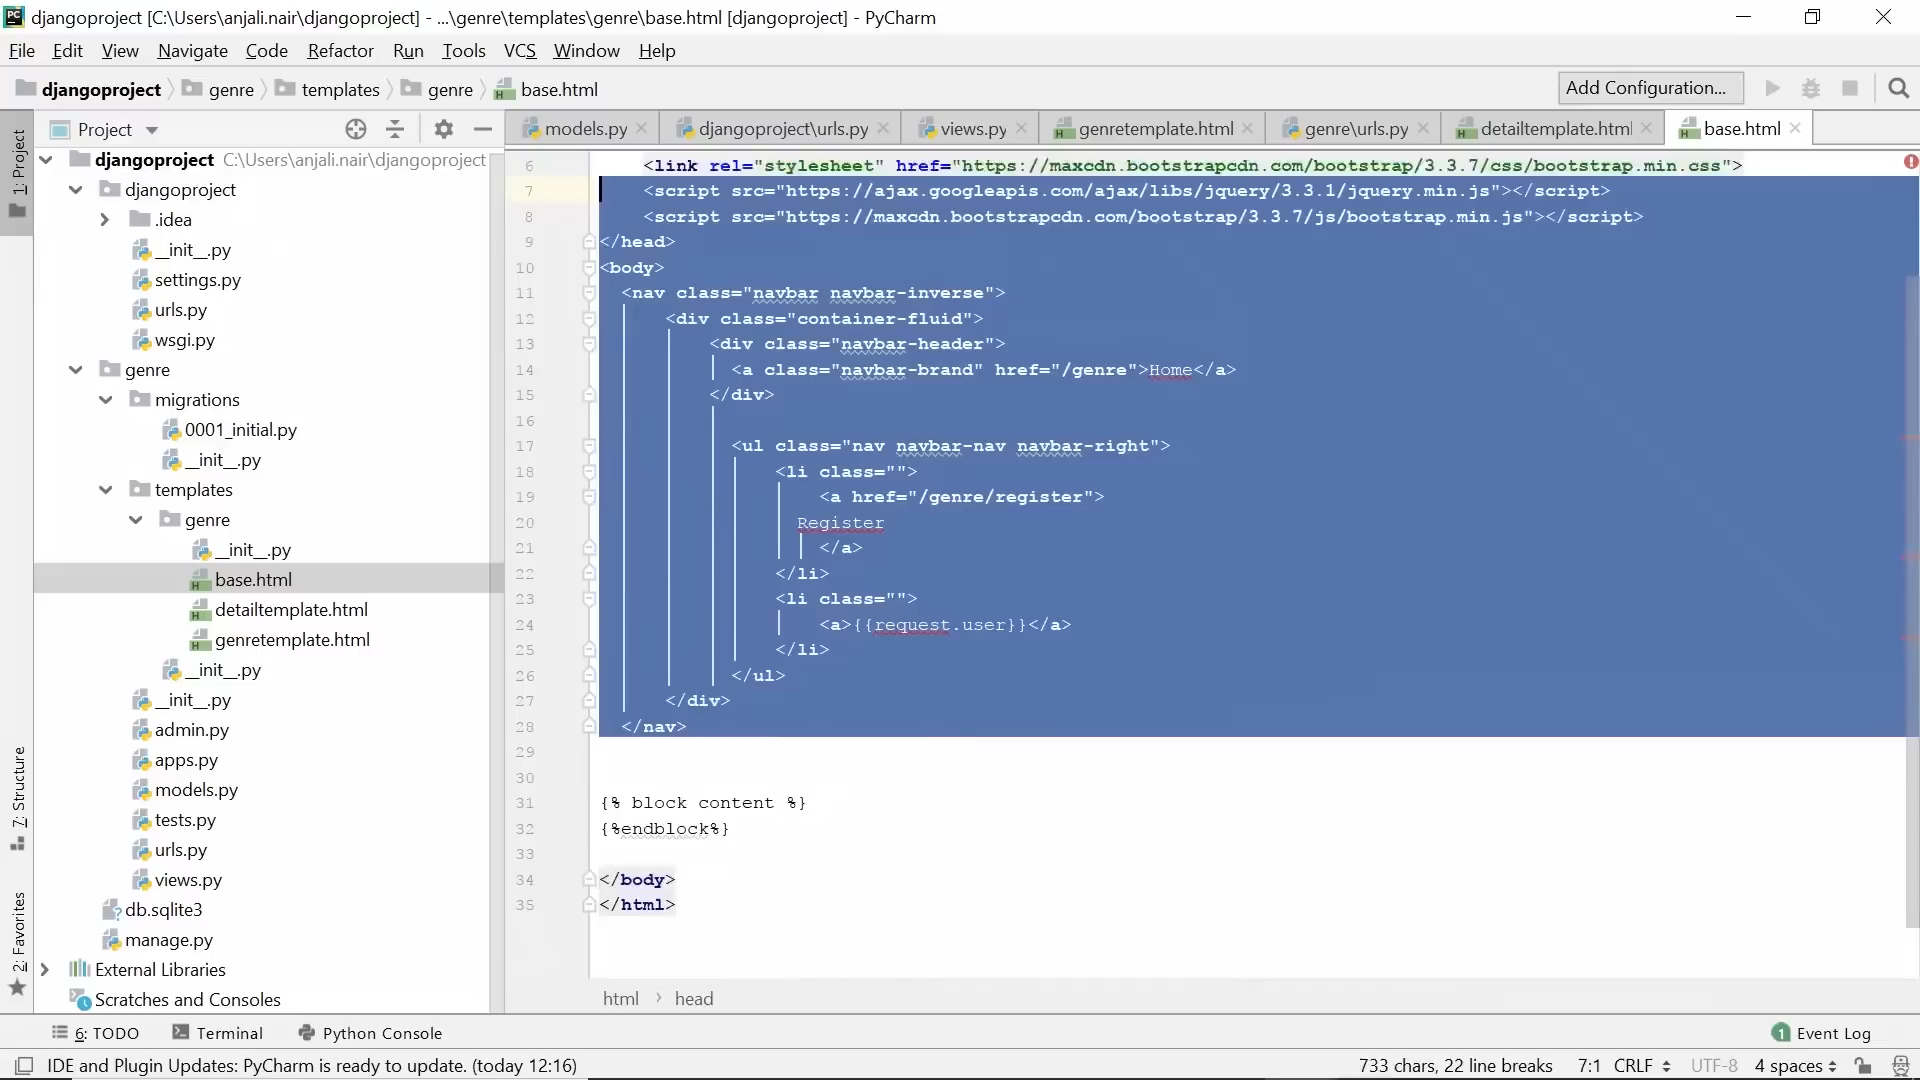 djangoproject [C:\Users\anjali.nair\djangoproject] - ...\genre\templates\genre\base.html [djangoproject] - PyCharm
File Edit View Navigate Code Refactor Run Tools VCS Window Help
djangoproject genre templates genre base.html Add Configuration...
1: Project
Project
models.py djangoproject\urls.py views.py genretemplate.html genre\urls.py detailtemplate.html base.html
djangoproject C:\Users\anjali.nair\djangoproject
djangoproject
.idea
__init__.py
settings.py
urls.py
wsgi.py
genre
migrations
0001_initial.py
__init__.py
templates
genre
__init__.py
base.html
detailtemplate.html
genretemplate.html
__init__.py
__init__.py
admin.py
apps.py
models.py
tests.py
urls.py
views.py
db.sqlite3
manage.py
External Libraries
Scratches and Consoles
7: Structure
2: Favorites
6 <link rel="stylesheet" href="https://maxcdn.bootstrapcdn.com/bootstrap/3.3.7/css/bootstrap.min.css">
7 <script src="https://ajax.googleapis.com/ajax/libs/jquery/3.3.1/jquery.min.js"></script>
8 <script src="https://maxcdn.bootstrapcdn.com/bootstrap/3.3.7/js/bootstrap.min.js"></script>
9 </head>
10 <body>
11 <nav class="navbar navbar-inverse">
12 <div class="container-fluid">
13 <div class="navbar-header">
14 <a class="navbar-brand" href="/genre">Home</a>
15 </div>
16
17 <ul class="nav navbar-nav navbar-right">
18 <li class="">
19 <a href="/genre/register">
20 Register
21 </a>
22 </li>
23 <li class="">
24 <a>{{request.user}}</a>
25 </li>
26 </ul>
27 </div>
28 </nav>
29
30
31 {% block content %}
32 {%endblock%}
33
34 </body>
35 </html>
html head
6: TODO Terminal Python Console 1 Event Log
IDE and Plugin Updates: PyCharm is ready to update. (today 12:16) 733 chars, 22 line breaks 7:1 CRLF UTF-8 4 spaces